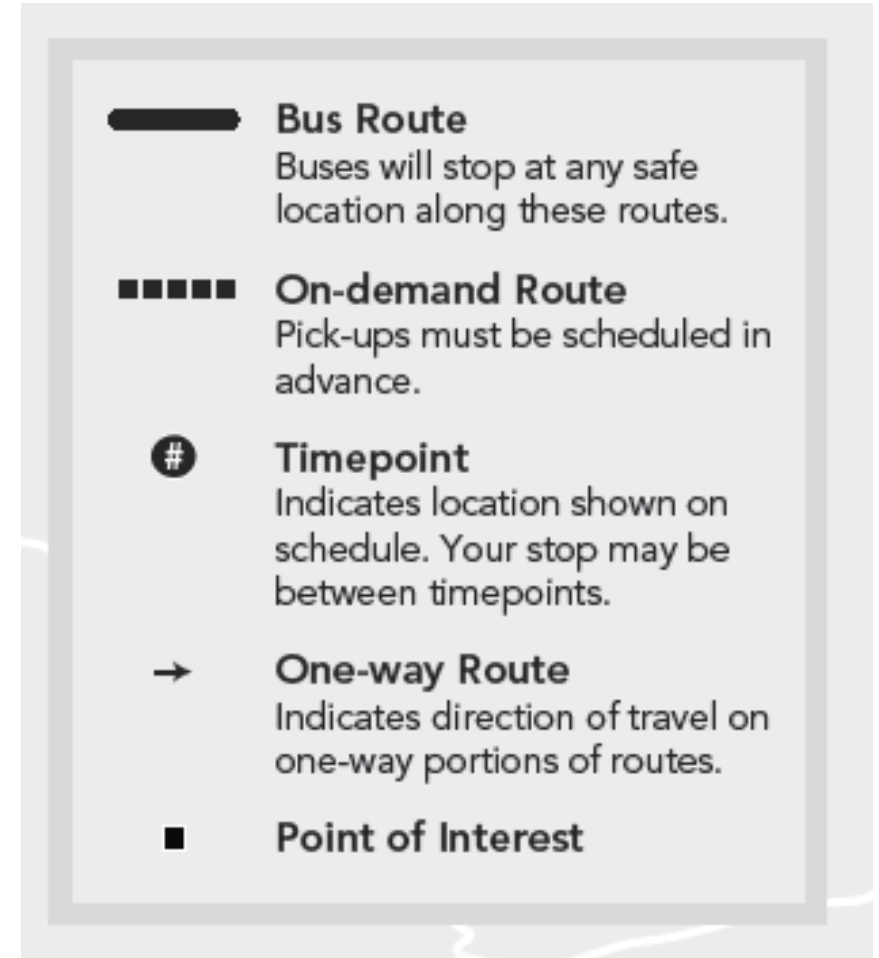 Bus Route
Buses will stop at any safe
location along these routes.
On-demand Route
Pick-ups must be scheduled in
advance.
#
Timepoint
Indicates location shown on
schedule. Your stop may be
between timepoints.
One-way Route
Indicates direction of travel on
one-way portions of routes.
Point of Interest